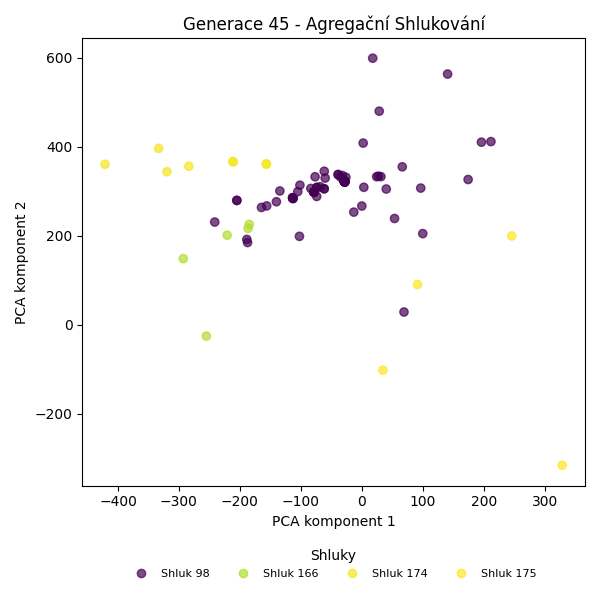 Generace 45 - Agregační Shlukování
PCA komponent 2
600
400
200
0
−200
−400
−300
−200
−100
0
100
200
300
PCA komponent 1
Shluky
Shluk 98
Shluk 166
Shluk 174
Shluk 175